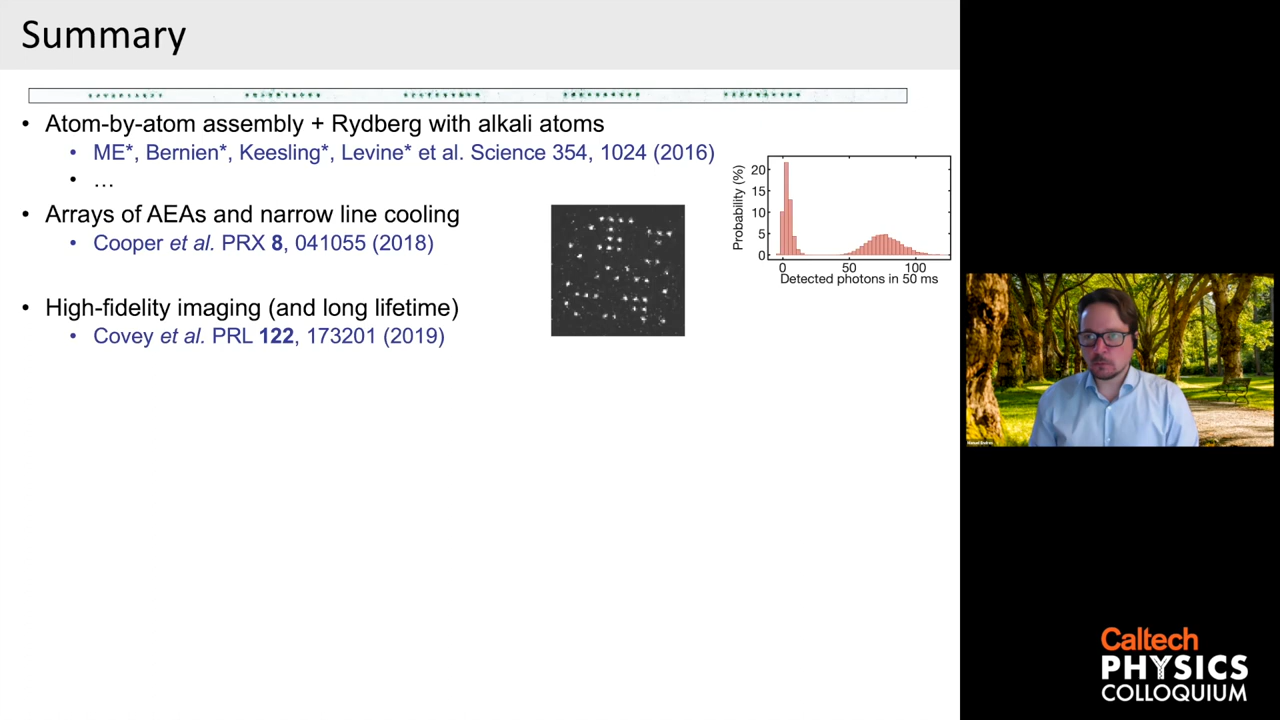 Summary
• Atom-by-atom assembly + Rydberg with alkali atoms
• ME*, Bernien*, Keesling*, Levine* et al. Science 354, 1024 (2016)
• …
• Arrays of AEAs and narrow line cooling
• Cooper et al. PRX 8, 041055 (2018)
• High-fidelity imaging (and long lifetime)
• Covey et al. PRL 122, 173201 (2019)
Probability (%)
20
15
10
5
0
0 50 100
Detected photons in 50 ms
Caltech
PHYSICS
COLLOQUIUM